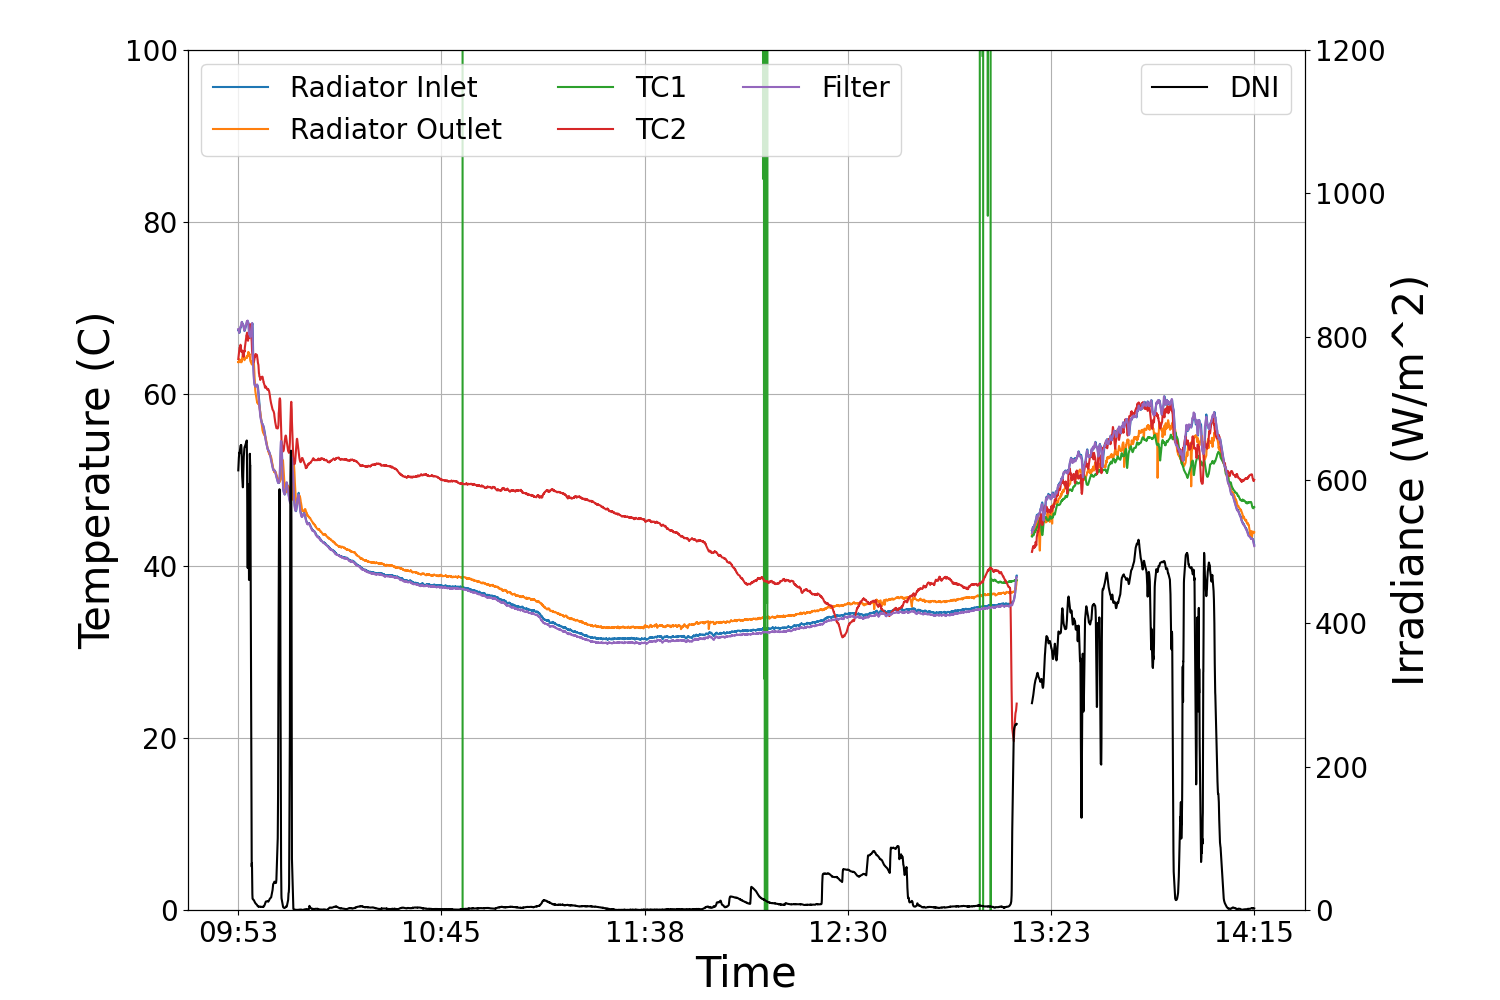 100
80
60
40
20
0
Temperature (C)
Radiator Inlet
Radiator Outlet
TC1
TC2
Filter
DNI
1200
1000
800
600
400
200
0
Irradiance (W/m^2)
09:53 10:45 11:38 12:30 13:23 14:15
Time